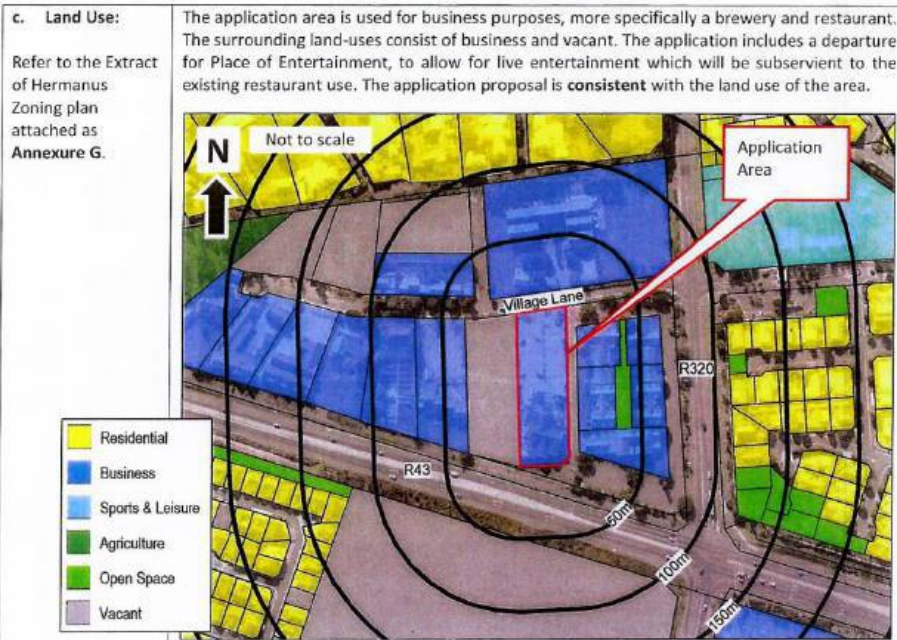 c. Land Use:
Refer to the Extract
of Hermanus
Zoning plan
attached as
Annexure G.
The application area is used for business purposes, more specifically a brewery and restaurant.
The surrounding land-uses consist of business and vacant. The application includes a departure
for Place of Entertainment, to allow for live entertainment which will be subservient to the
existing restaurant use. The application proposal is consistent with the land use of the area.
N
Not to scale
Application
Area
Village Lane
R320
R43
50m
100m
150m
Residential
Business
Sports & Leisure
Agriculture
Open Space
Vacant